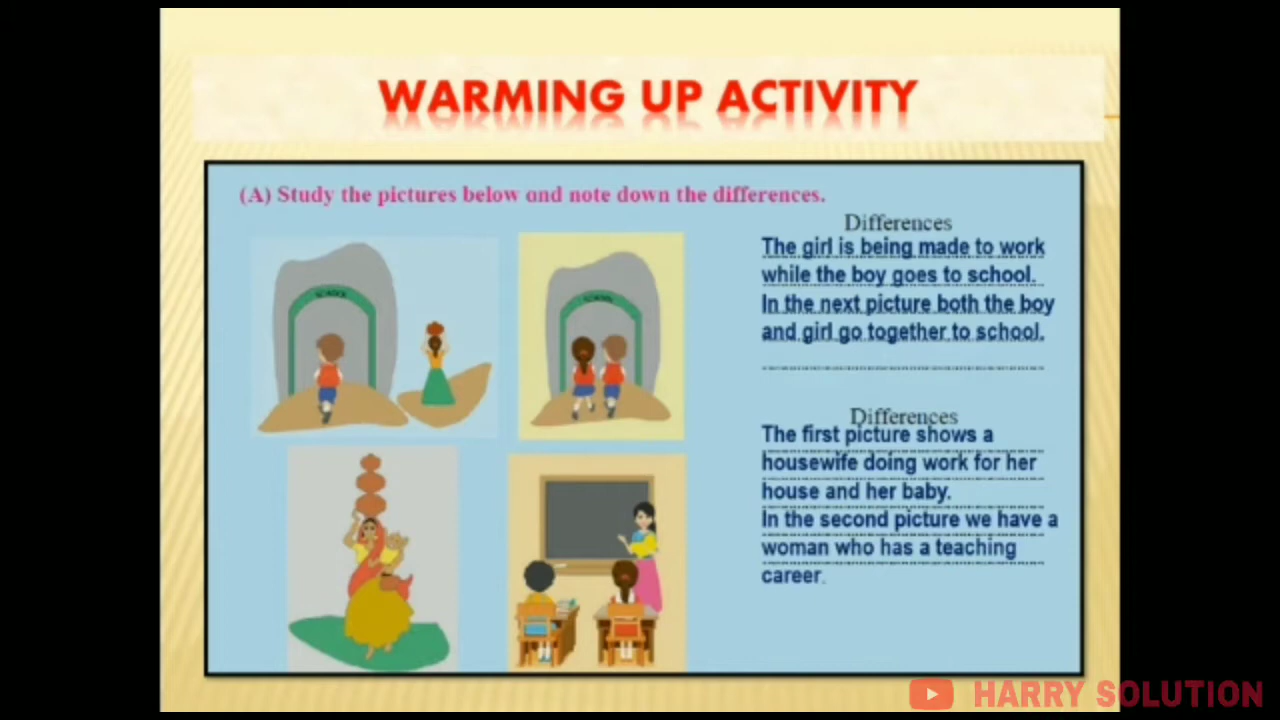 WARMING UP ACTIVITY
(A) Study the pictures below and note down the differences.
SCHOOL
SCHOOL
Differences
The girl is being made to work
while the boy goes to school.
In the next picture both the boy
and girl go together to school.
Differences
The first picture shows a
housewife doing work for her
house and her baby.
In the second picture we have a
woman who has a teaching
career.
HARRY SOLUTION